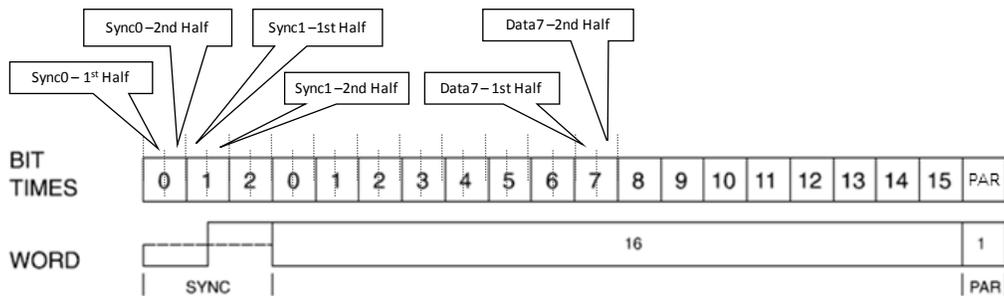 Sync0–2nd Half
Sync1–1st Half
Data7–2nd Half
Sync0 – 1st Half
Sync1–2nd Half
Data7 – 1st Half
BIT TIMES
0 1 2 0 1 2 3 4 5 6 7 8 9 10 11 12 13 14 15 PAR
WORD
16
1
SYNC
PAR